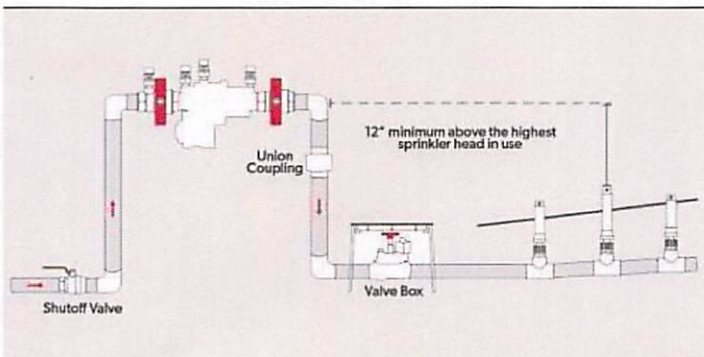 12" minimum above the highest
sprinkler head in use
Union
Coupling
Valve Box
Shutoff Valve